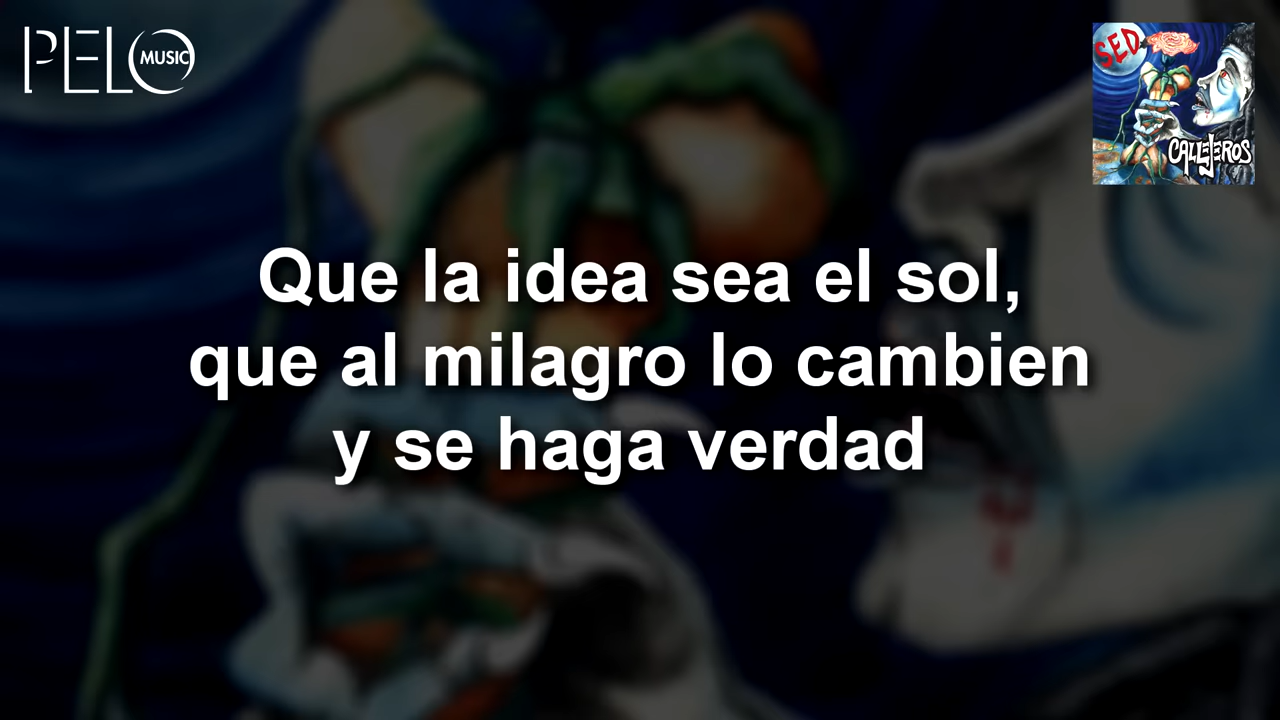 PELO MUSIC
SED
CALLEJEROS
Que la idea sea el sol,
que al milagro lo cambien
y se haga verdad